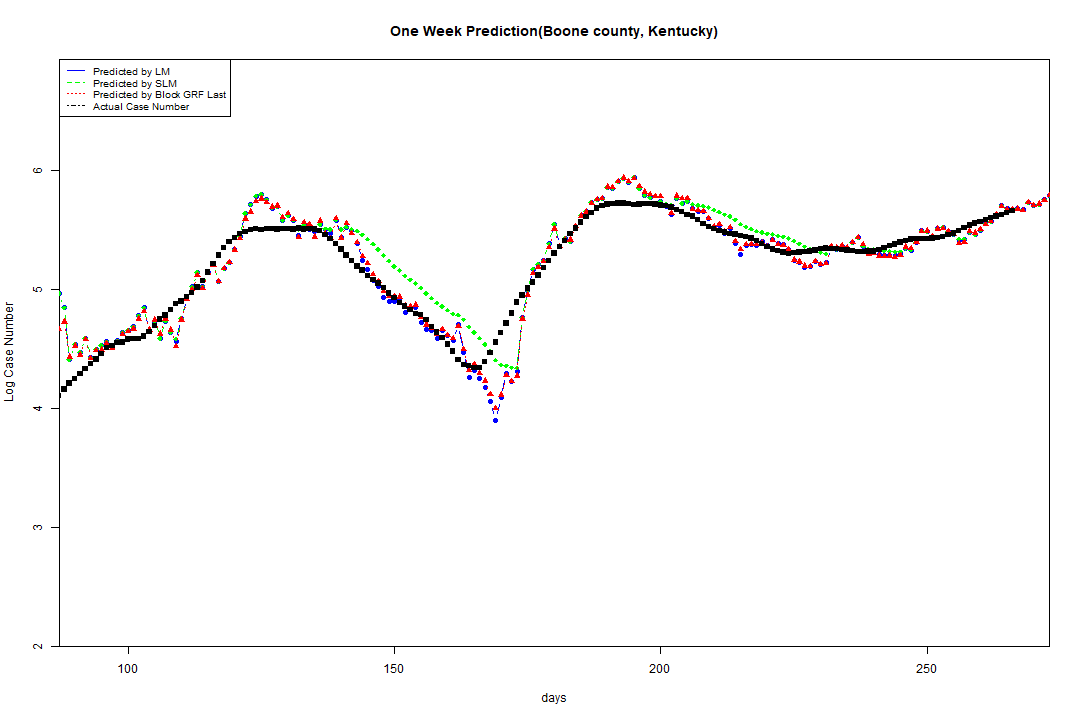 One Week Prediction(Boone county, Kentucky)
Predicted by LM
Predicted by SLM
Predicted by Block GRF Last
Actual Case Number
6
5
4
3
2
Log Case Number
100 150 200 250
days